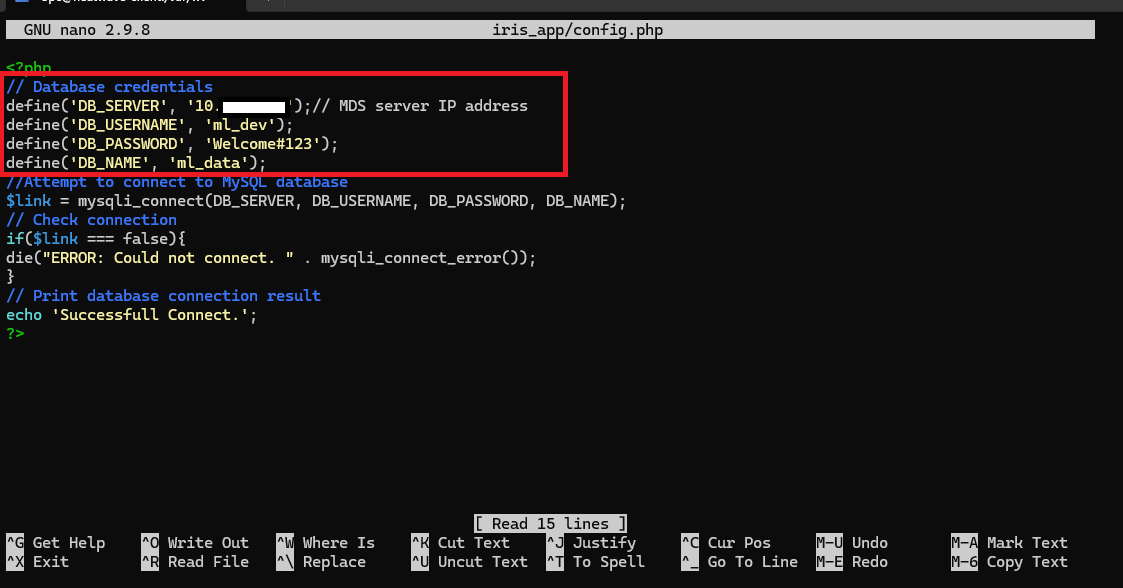 GNU nano 2.9.8 iris_app/config.php
<?php
// Database credentials
define('DB_SERVER', '10. ');// MDS server IP address
define('DB_USERNAME', 'ml_dev');
define('DB_PASSWORD', 'Welcome#123');
define('DB_NAME', 'ml_data');
//Attempt to connect to MySQL database
$link = mysqli_connect(DB_SERVER, DB_USERNAME, DB_PASSWORD, DB_NAME);
// Check connection
if($link === false){
die("ERROR: Could not connect. " . mysqli_connect_error());
}
// Print database connection result
echo 'Successfull Connect.';
?>
[ Read 15 lines ]
^G Get Help ^O Write Out ^W Where Is ^K Cut Text ^J Justify ^C Cur Pos M-U Undo M-A Mark Text
^X Exit ^R Read File ^\ Replace ^U Uncut Text ^T To Spell ^_ Go To Line M-E Redo M-6 Copy Text